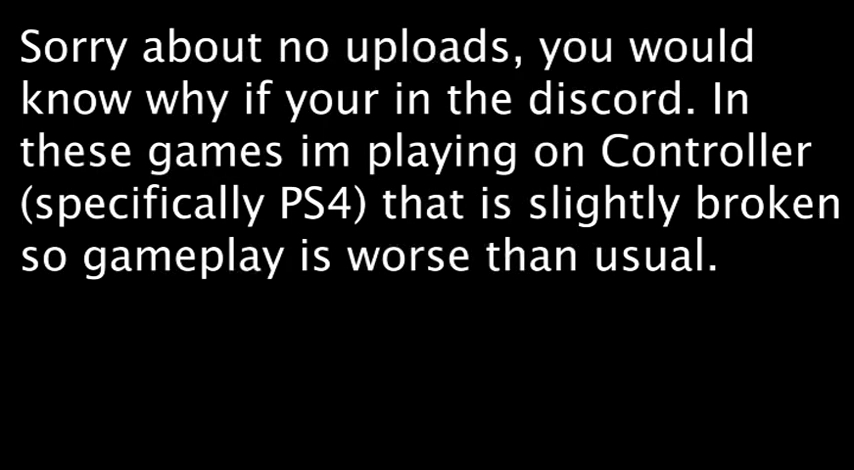 Sorry about no uploads, you would
know why if your in the discord. In
these games im playing on Controller
(specifically PS4) that is slightly broken
so gameplay is worse than usual.